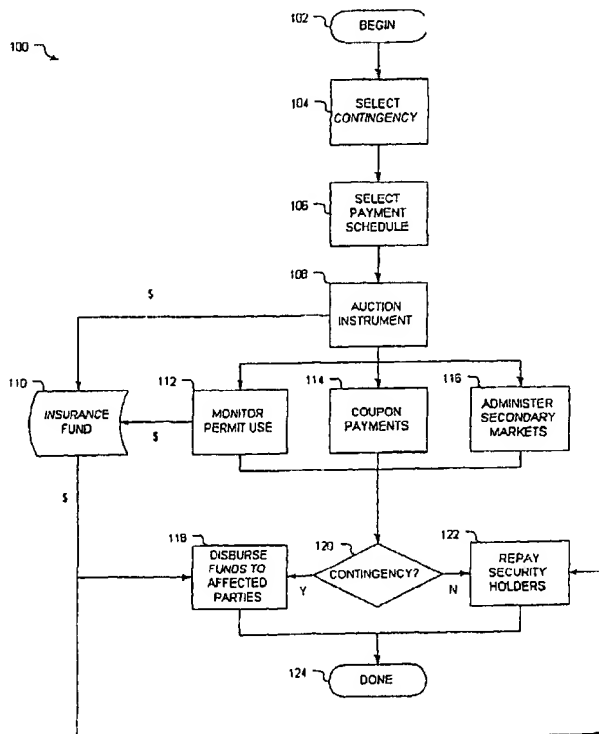 102
BEGIN
100
104
SELECT
CONTINGENCY
106
SELECT
PAYMENT
SCHEDULE
108
AUCTION
INSTRUMENT
$
110
INSURANCE
FUND
$
112
MONITOR
PERMIT USE
114
COUPON
PAYMENTS
116
ADMINISTER
SECONDARY
MARKETS
$
118
DISBURSE
FUNDS TO
AFFECTED
PARTIES
Y
120
CONTINGENCY?
N
122
REPAY
SECURITY
HOLDERS
124
DONE